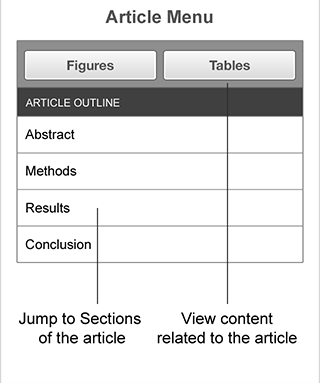 Article Menu
Figures Tables
ARTICLE OUTLINE
Abstract
Methods
Results
Conclusion
Jump to Sections
of the article
View content
related to the article